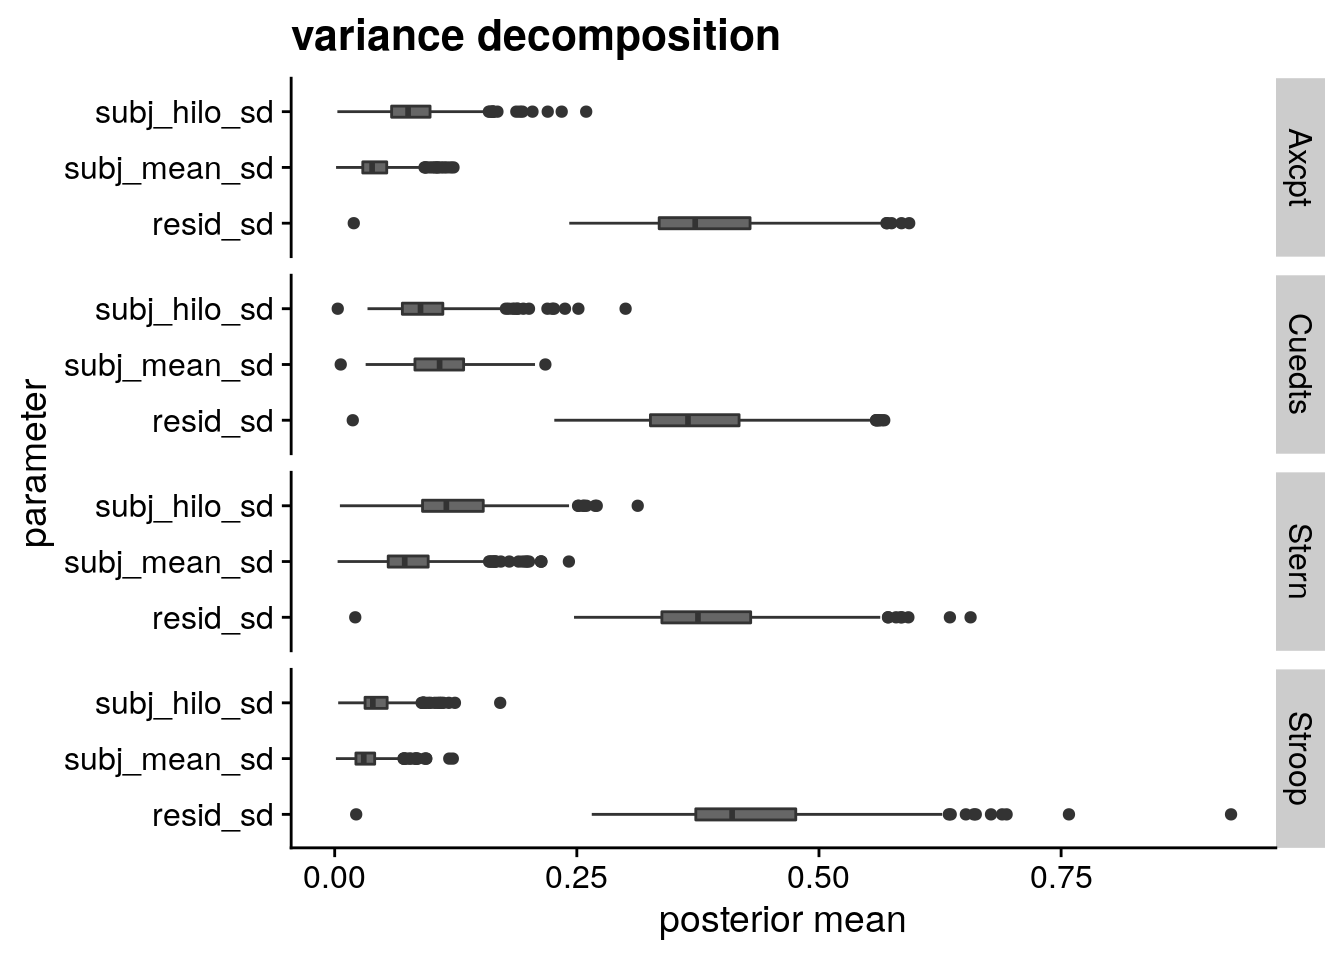 variance decomposition
subj_hilo_sd
subj_mean_sd
resid_sd
Axcpt
subj_hilo_sd
subj_mean_sd
resid_sd
Cuedts
subj_hilo_sd
subj_mean_sd
resid_sd
Stern
subj_hilo_sd
subj_mean_sd
resid_sd
Stroop
parameter
0.00 0.25 0.50 0.75
posterior mean